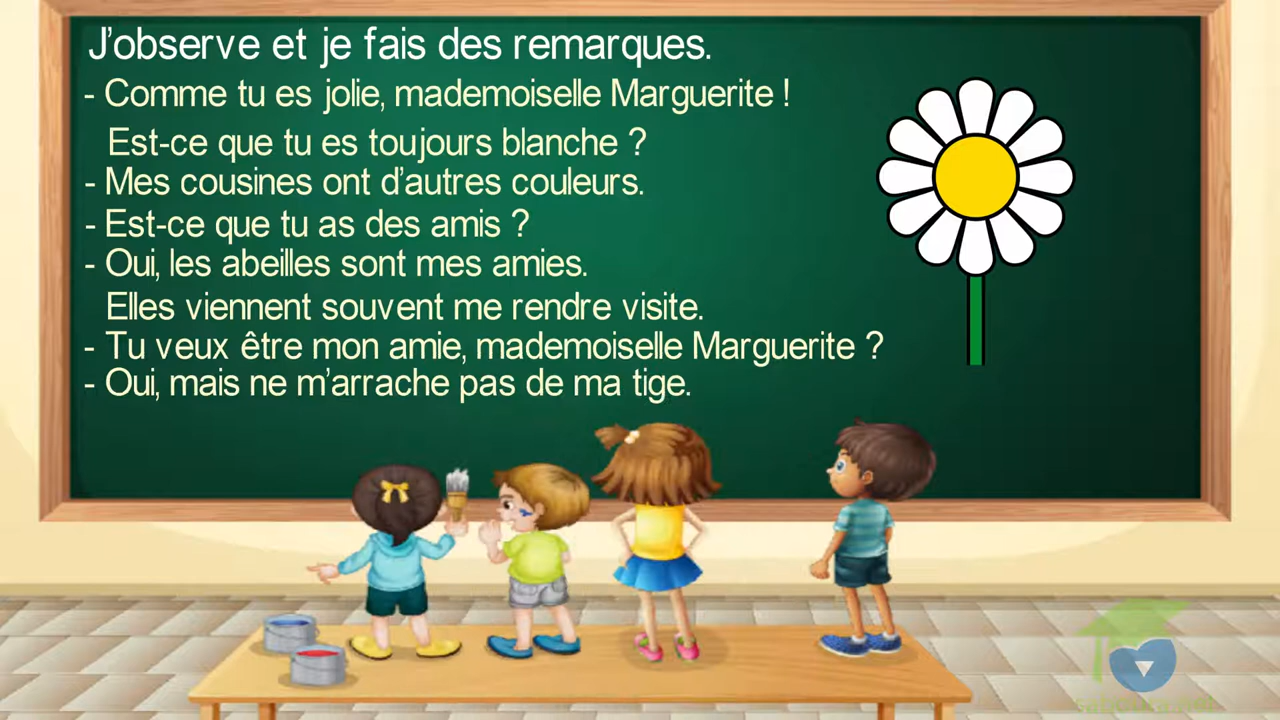 J'observe et je fais des remarques.
- Comme tu es jolie, mademoiselle Marguerite !
Est-ce que tu es toujours blanche ?
- Mes cousines ont d'autres couleurs.
- Est-ce que tu as des amis ?
- Oui, les abeilles sont mes amies.
Elles viennent souvent me rendre visite.
- Tu veux être mon amie, mademoiselle Marguerite ?
- Oui, mais ne m'arrache pas de ma tige.